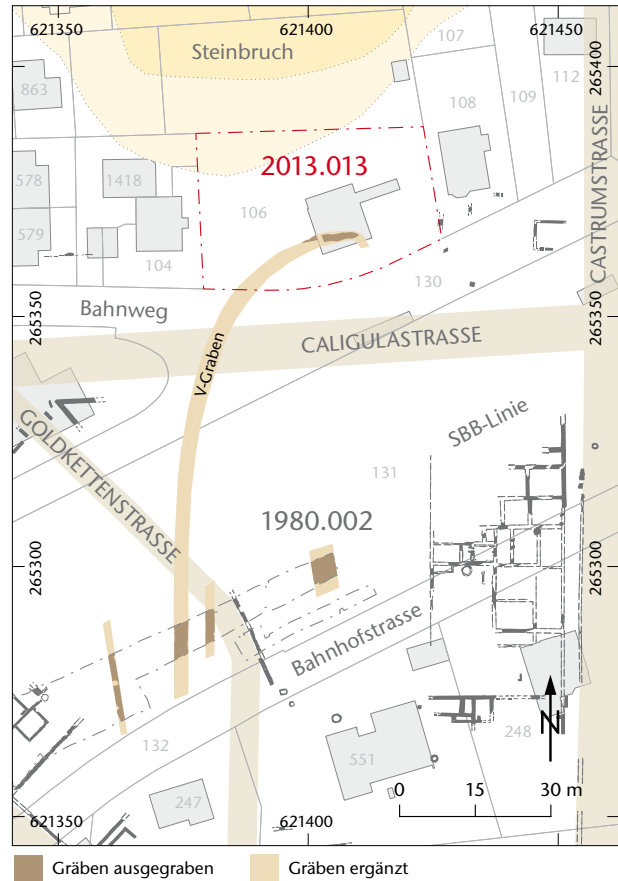 621350
621400
621450
Steinbruch
107
265400
112
863
109
108
2013.013
578
1418
106
579
104
130
CASTRUMSTRASSE
265350
265350
Bahnweg
CALIGULASTRASSE
V-Graben
GOLDKETTENSTRASSE
SBB-Linie
131
1980.002
265300
265300
Bahnhofstrasse
132
248
N
551
247
0 15 30 m
621350
621400
Gräben ausgegraben
Gräben ergänzt